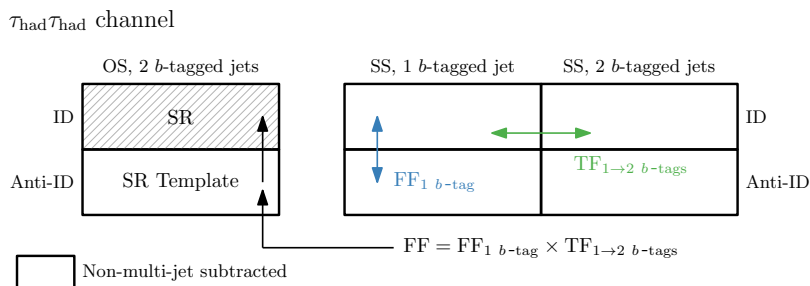 τhadτhad channel
OS, 2 b-tagged jets
SS, 1 b-tagged jet
SS, 2 b-tagged jets
ID
SR
ID
Anti-ID
SR Template
FF1 b-tag
TF1→2 b-tags
Anti-ID
FF = FF1 b-tag × TF1→2 b-tags
Non-multi-jet subtracted